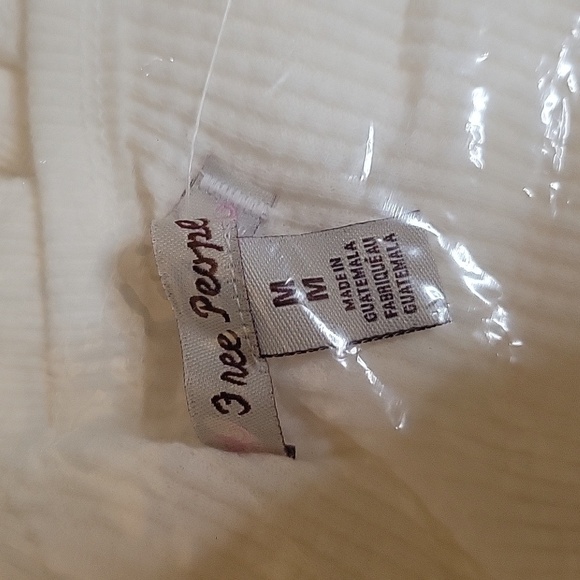 Free People
M
M
MADE IN
GUATEMALA
FABRIQUÉ AU
GUATEMALA